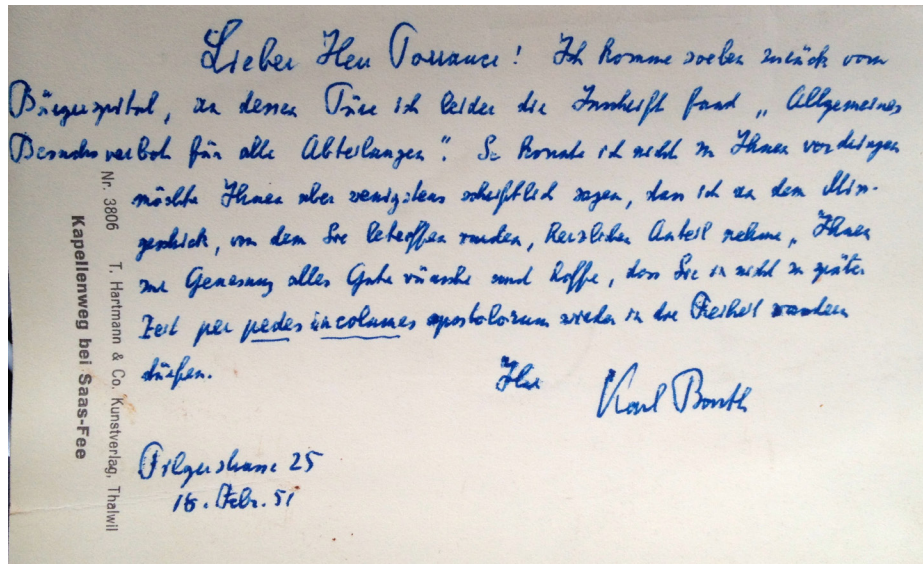 Lieber Herr Torrance! Ich komme soeben zurück vom
Bürgerspital, an dessen Türe ich leider die Inschrift fand „Allgemeines
Besuchsverbot für alle Abteilungen". So konnte ich nicht zu Ihnen vordringen
möchte Ihnen aber wenigstens schriftlich sagen, dass ich an dem Miss-
geschick, von dem Sie betroffen wurden, herzlichen Anteil nehme, Ihnen
zur Genesung alles Gute wünsche und hoffe, dass Sie in nicht zu später
Zeit per pedes incolumes apostolorum wieder in die Freiheit wandern
dürfen.
Ihr Karl Barth
Pilgerstrasse 25
18. Febr. 51
Nr. 3806 T. Hartmann & Co. Kunstverlag, Thalwil
Kapellenweg bei Saas-Fee